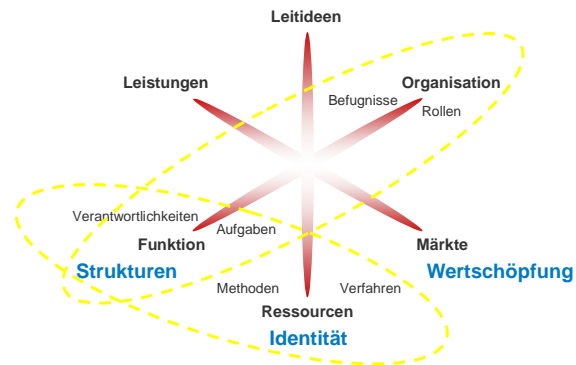 Leitideen
Leistungen
Organisation
Befugnisse
Rollen
Verantwortlichkeiten
Aufgaben
Funktion
Märkte
Strukturen
Wertschöpfung
Methoden
Verfahren
Ressourcen
Identität